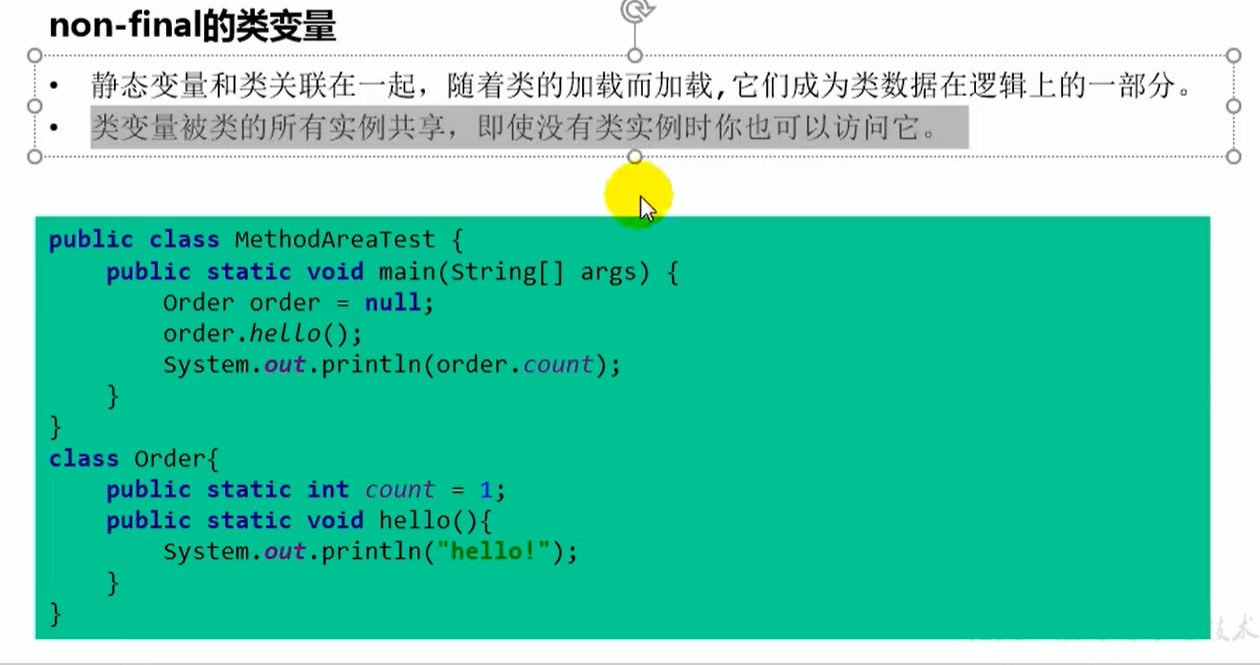 non-final的类变量
• 静态变量和类关联在一起，随着类的加载而加载,它们成为类数据在逻辑上的一部分。
• 类变量被类的所有实例共享，即使没有类实例时你也可以访问它。
public class MethodAreaTest {
    public static void main(String[] args) {
        Order order = null;
        order.hello();
        System.out.println(order.count);
    }
}
class Order{
    public static int count = 1;
    public static void hello(){
        System.out.println("hello!");
    }
}
技术